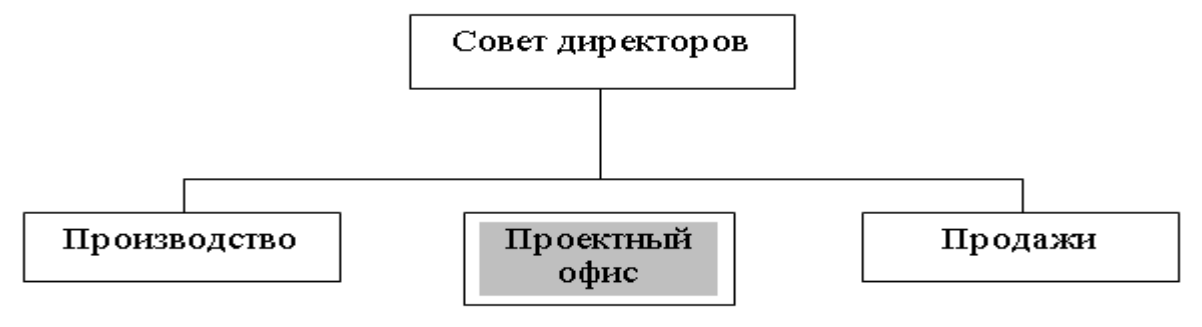 Совет директоров
Производство
Проектный
офис
Продажи